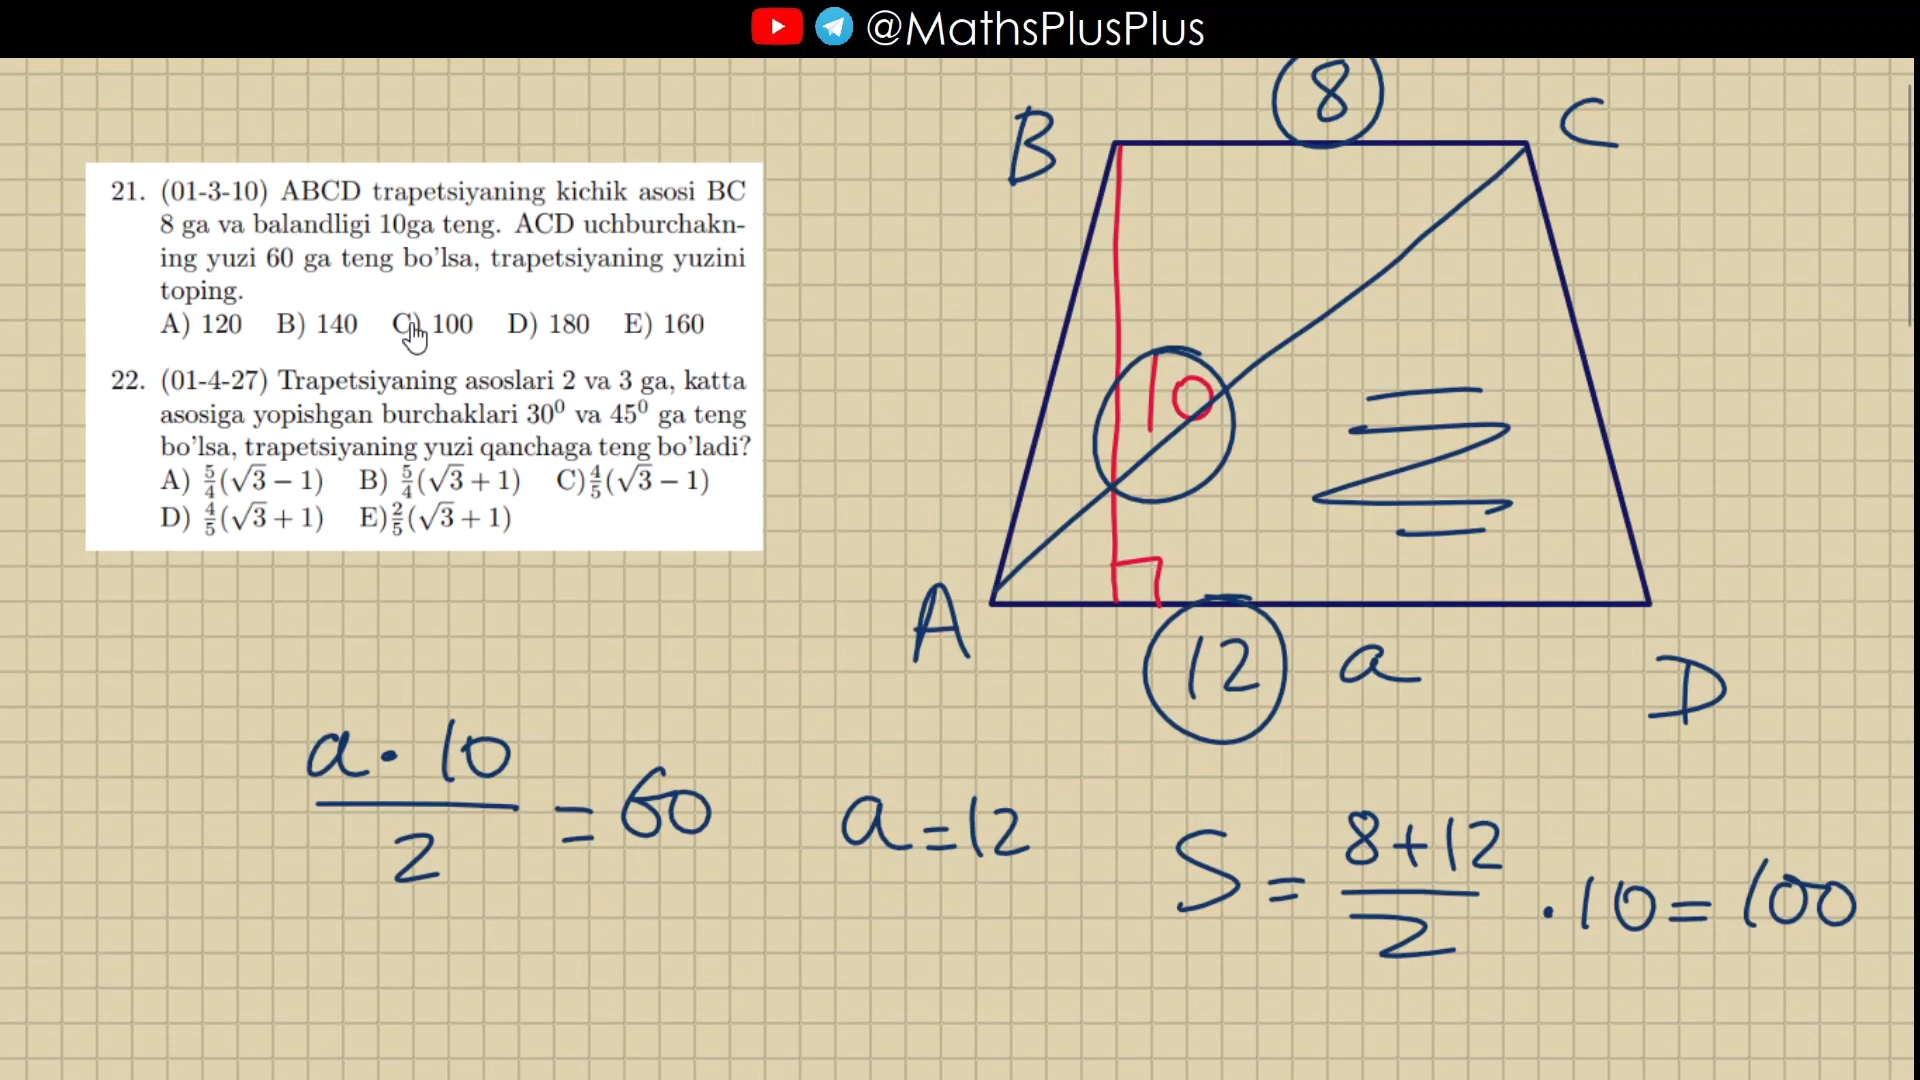 @MathsPlusPlus
21. (01-3-10) ABCD trapetsiyaning kichik asosi BC
8 ga va balandligi 10ga teng. ACD uchburchakn-
ing yuzi 60 ga teng bo'lsa, trapetsiyaning yuzini
toping.
A) 120 B) 140 C) 100 D) 180 E) 160
22. (01-4-27) Trapetsiyaning asoslari 2 va 3 ga, katta
asosiga yopishgan burchaklari 30⁰ va 45⁰ ga teng
bo'lsa, trapetsiyaning yuzi qanchaga teng bo'ladi?
A) 5/4(√3 − 1) B) 5/4(√3 + 1) C)4/5(√3 − 1)
D) 4/5(√3 + 1) E)2/5(√3 + 1)
8
B C
10
A D
12 a
a · 10 / 2 = 60
a = 12
S = 8 + 12 / 2 · 10 = 100